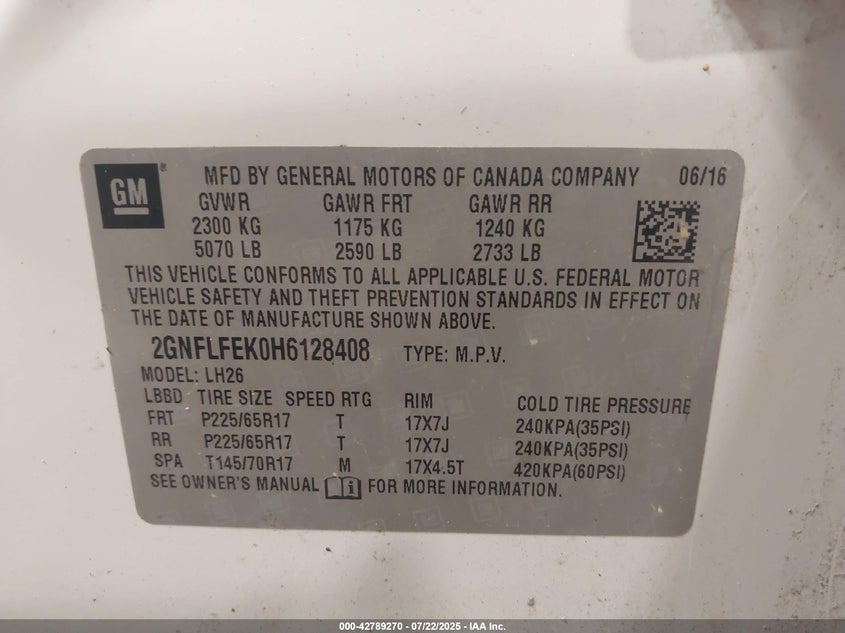 GM MFD BY GENERAL MOTORS OF CANADA COMPANY 06/16
GVWR GAWR FRT GAWR RR
2300 KG 1175 KG 1240 KG
5070 LB 2590 LB 2733 LB
THIS VEHICLE CONFORMS TO ALL APPLICABLE U.S. FEDERAL MOTOR
VEHICLE SAFETY AND THEFT PREVENTION STANDARDS IN EFFECT ON
THE DATE OF MANUFACTURE SHOWN ABOVE.
2GNFLFEK0H6128408 TYPE: M.P.V.
MODEL: LH26
LBBD TIRE SIZE SPEED RTG RIM COLD TIRE PRESSURE
FRT P225/65R17 T 17X7J 240KPA(35PSI)
RR P225/65R17 T 17X7J 240KPA(35PSI)
SPA T145/70R17 M 17X4.5T 420KPA(60PSI)
SEE OWNER'S MANUAL FOR MORE INFORMATION.
000-42789270 - 07/22/2025 - IAA Inc.